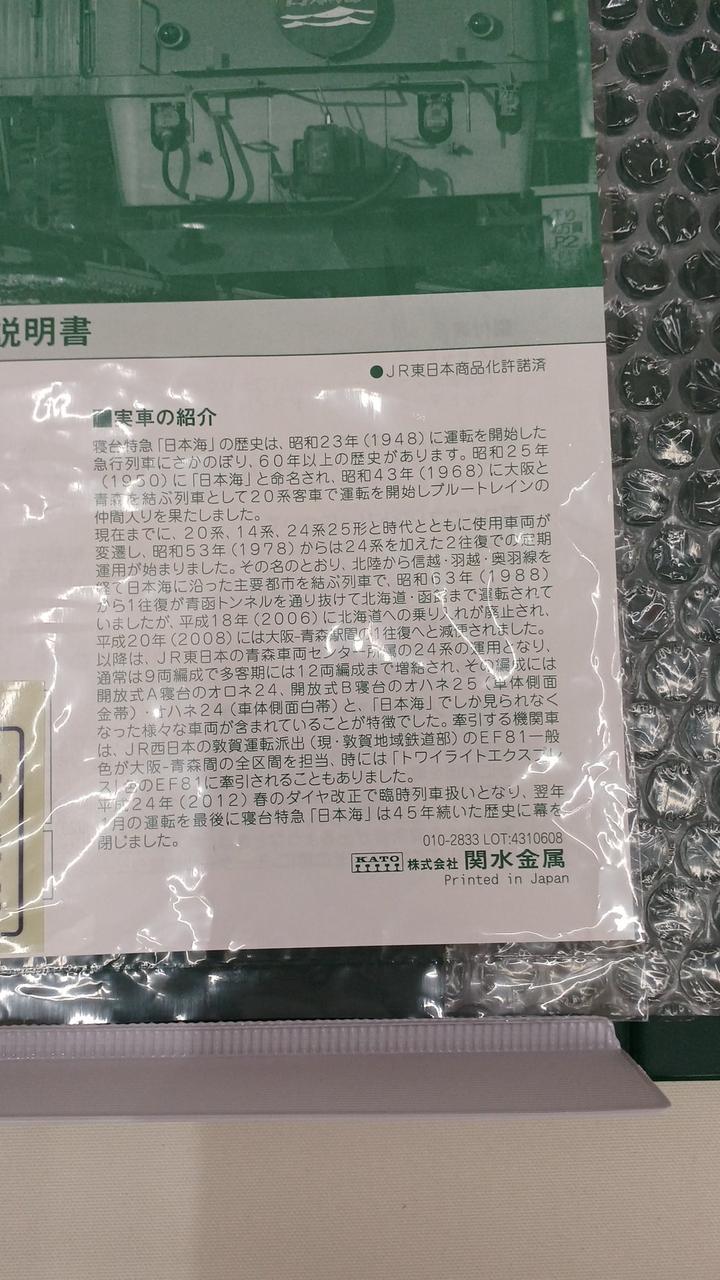 下り
P2
説明書
●JR東日本商品化許諾済
■実車の紹介
寝台特急「日本海」の歴史は、昭和23年(1948)に運転を開始した
急行列車にさかのぼり、60年以上の歴史があります。昭和25年
(1950)に「日本海」と命名され、昭和43年(1968)に大阪と
青森を結ぶ列車として20系客車で運転を開始しブルートレインの
仲間入りを果たしました。
現在までに、20系、14系、24系25形と時代とともに使用車両が
変遷し、昭和53年(1978)からは24系を加えた2往復での定期
運用が始まりました。その名のとおり、北陸から信越・羽越・奥羽線を
経て日本海に沿った主要都市を結ぶ列車で、昭和63年(1988)
から1往復が青函トンネルを通り抜けて北海道・函館まで運転されて
いましたが、平成18年(2006)に北海道への乗り入れが廃止され、
平成20年(2008)には大阪-青森駅間の1往復へと減便されました。
以降は、JR東日本の青森車両センター所属の24系の運用となり、
通常は9両編成で多客期には12両編成まで増結され、その編成には
開放式A寝台のオロネ24、開放式B寝台のオハネ25(車体側面
金帯)・オハネ24(車体側面白帯)と、「日本海」でしか見られなく
なった様々な車両が含まれていることが特徴でした。牽引する機関車
は、JR西日本の敦賀運転派出(現・敦賀地域鉄道部)のEF81一般
色が大阪-青森間の全区間を担当、時には「トワイライトエクスプレ
ス」色のEF81に牽引されることもありました。
平成24年(2012)春のダイヤ改正で臨時列車扱いとなり、翌年
1月の運転を最後に寝台特急「日本海」は45年続いた歴史に幕を
閉じました。
010-2833 LOT:4310608
KATO 株式会社 関水金属
Printed in Japan